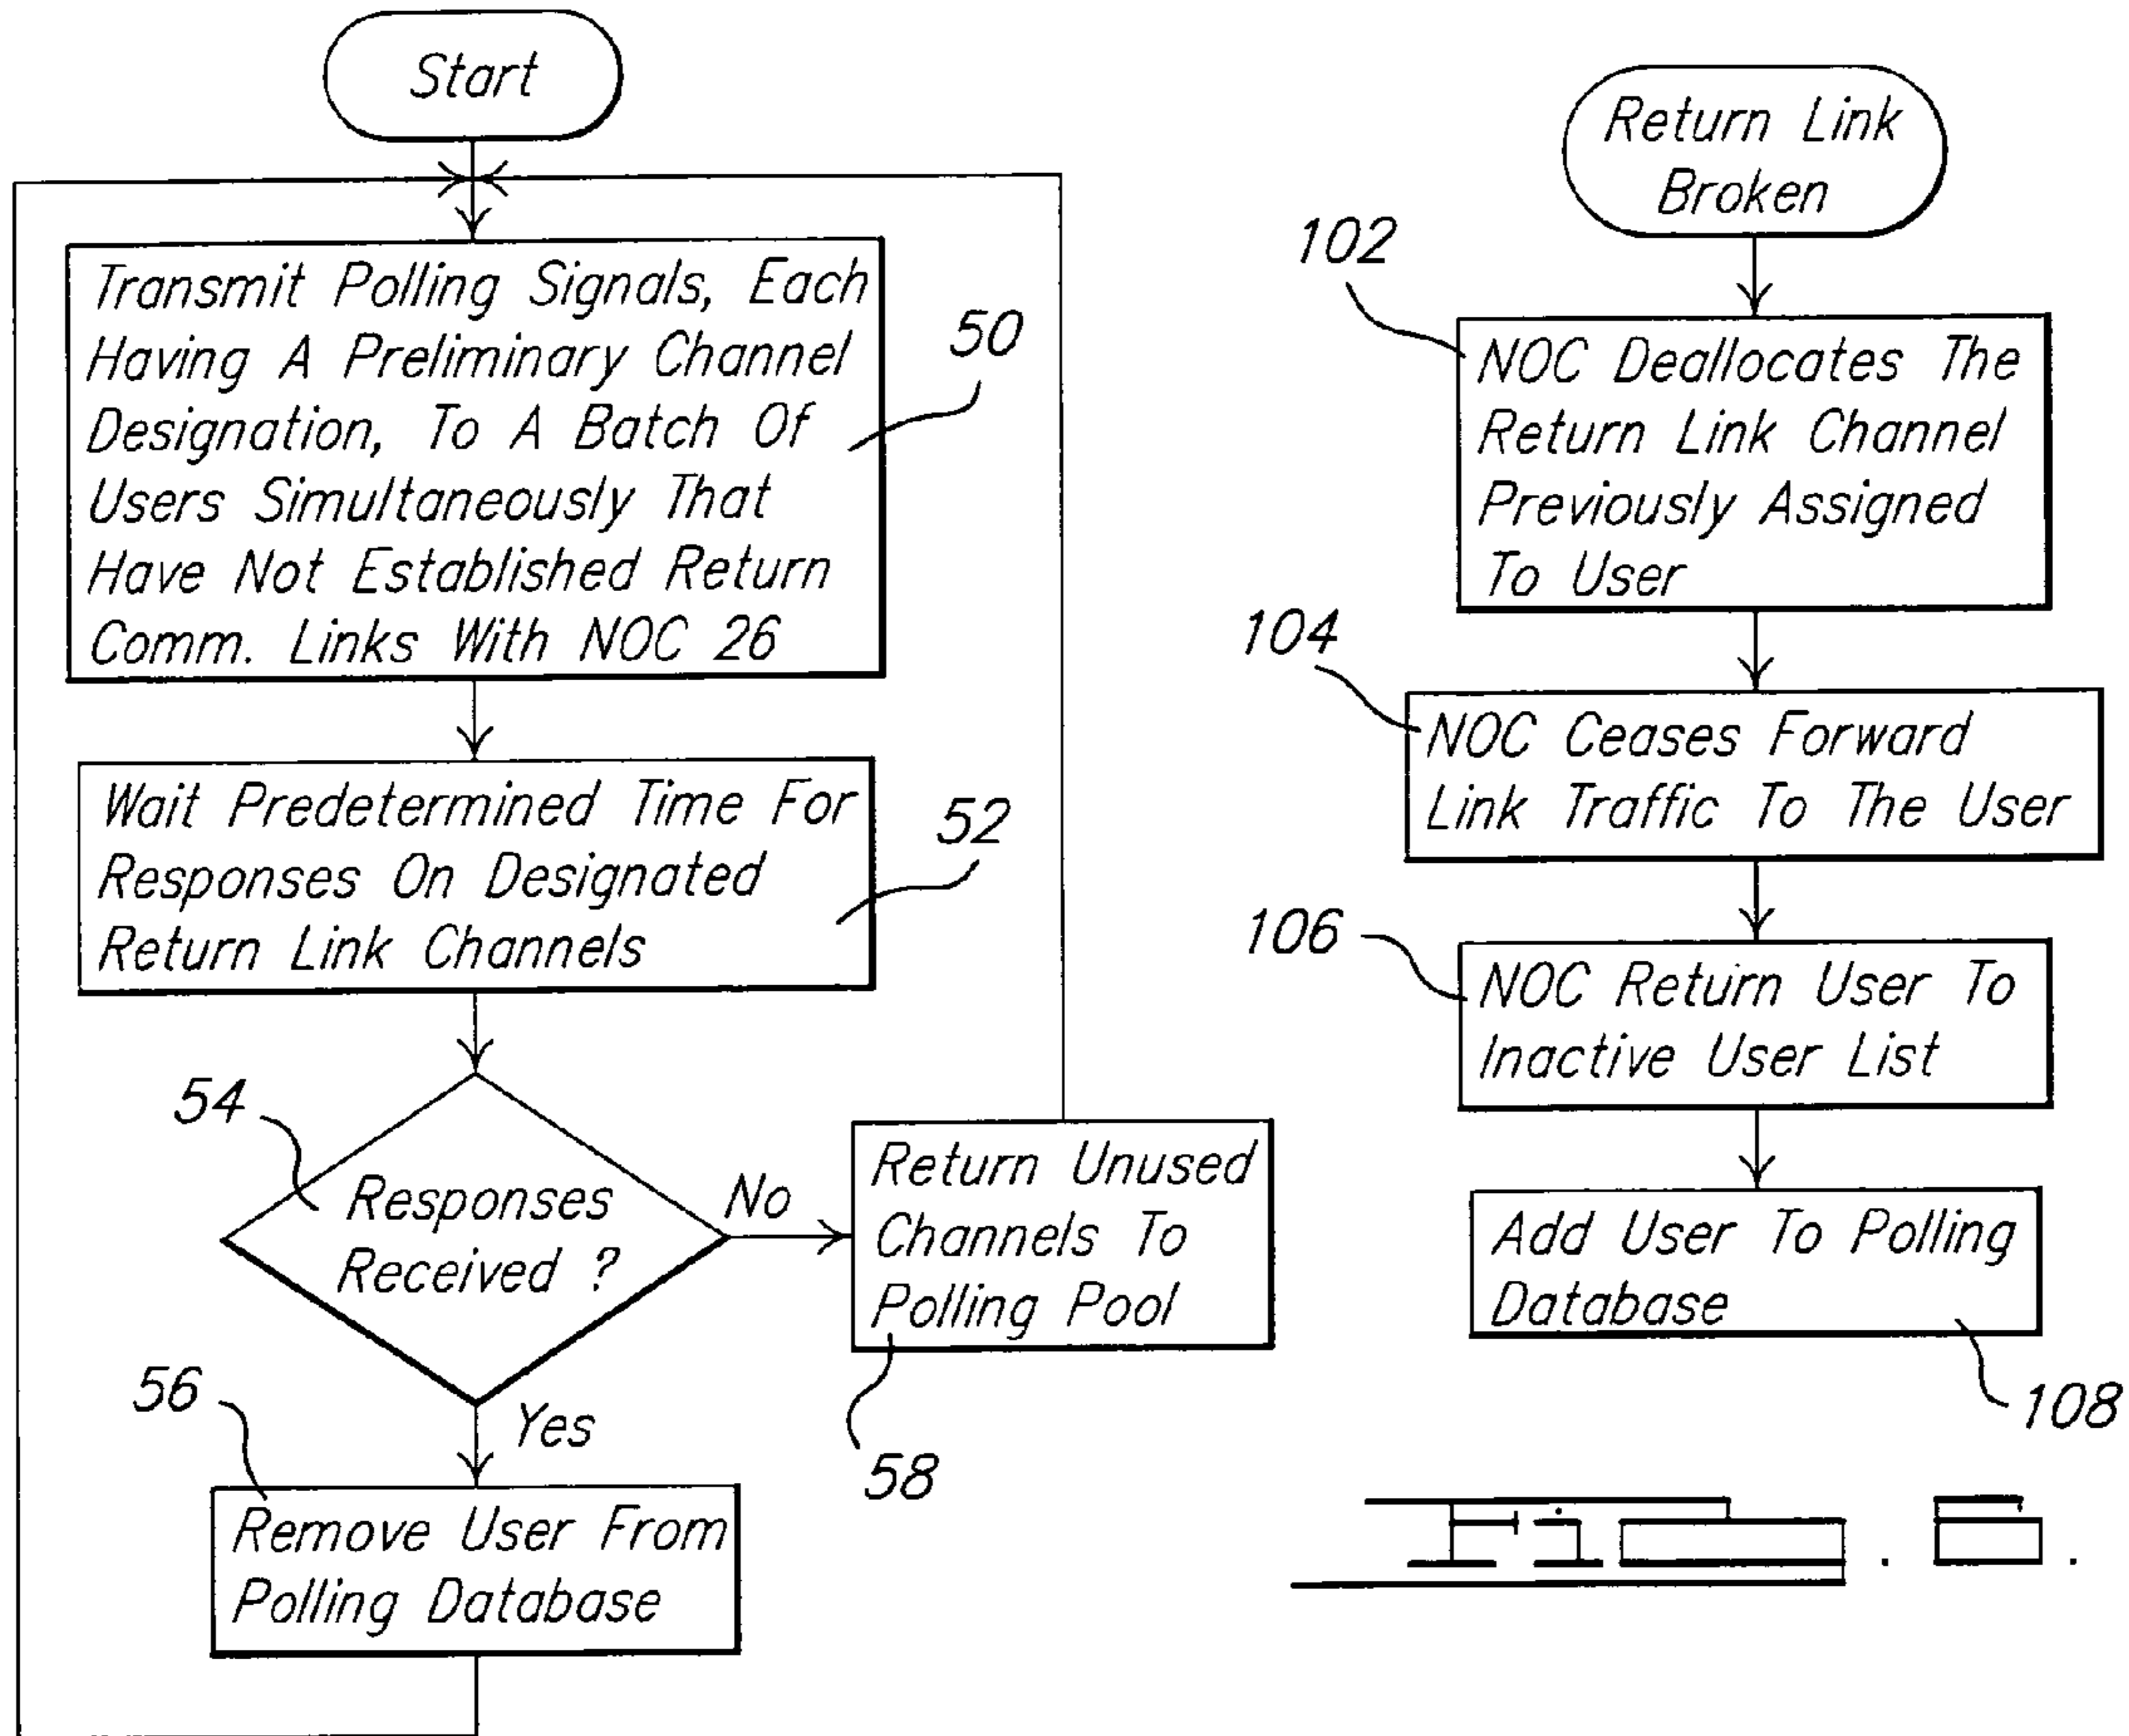 Start
Transmit Polling Signals, Each
Having A Preliminary Channel
Designation, To A Batch Of
Users Simultaneously That
Have Not Established Return
Comm. Links With NOC 26
50
Wait Predetermined Time For
Responses On Designated
Return Link Channels
52
54
Responses
Received ?
No
Yes
Return Unused
Channels To
Polling Pool
58
56
Remove User From
Polling Database
Return Link
Broken
102
NOC Deallocates The
Return Link Channel
Previously Assigned
To User
104
NOC Ceases Forward
Link Traffic To The User
106
NOC Return User To
Inactive User List
Add User To Polling
Database
108